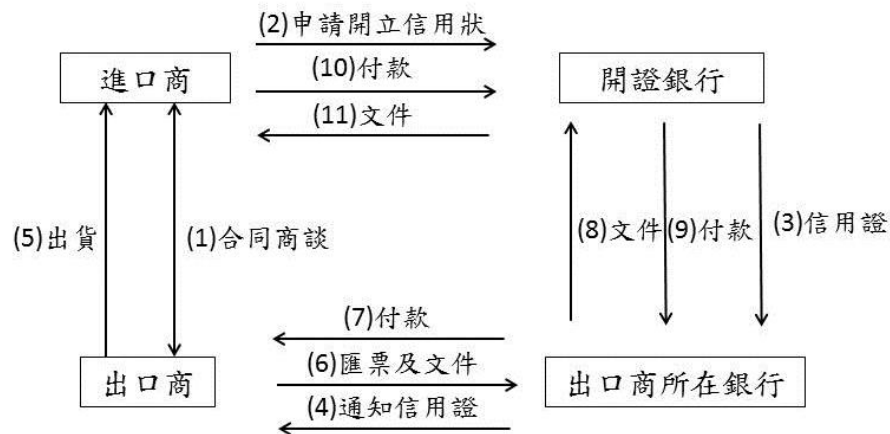 (2)申請開立信用狀
進口商
(10)付款
開證銀行
(11)文件
(5)出貨
(1)合同商談
(8)文件
(9)付款
(3)信用證
(7)付款
出口商
(6)匯票及文件
出口商所在銀行
(4)通知信用證